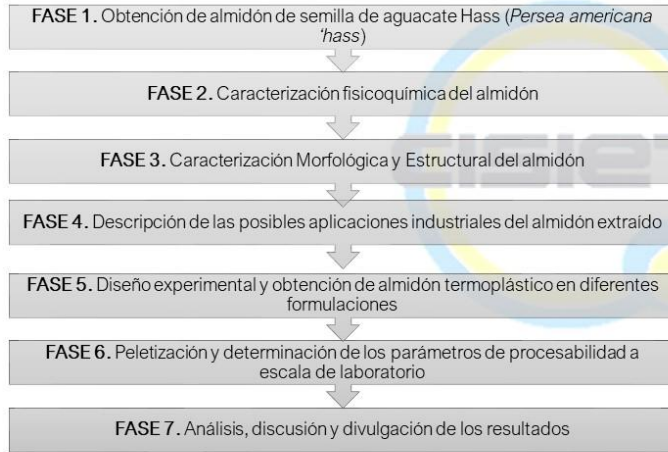 FASE 1. Obtención de almidón de semilla de aguacate Hass (Persea americana
‘hass)
FASE 2. Caracterización fisicoquímica del almidón
FASE 3. Caracterización Morfológica y Estructural del almidón
FASE 4. Descripción de las posibles aplicaciones industriales del almidón extraído
FASE 5. Diseño experimental y obtención de almidón termoplástico en diferentes
formulaciones
FASE 6. Peletización y determinación de los parámetros de procesabilidad a
escala de laboratorio
FASE 7. Análisis, discusión y divulgación de los resultados